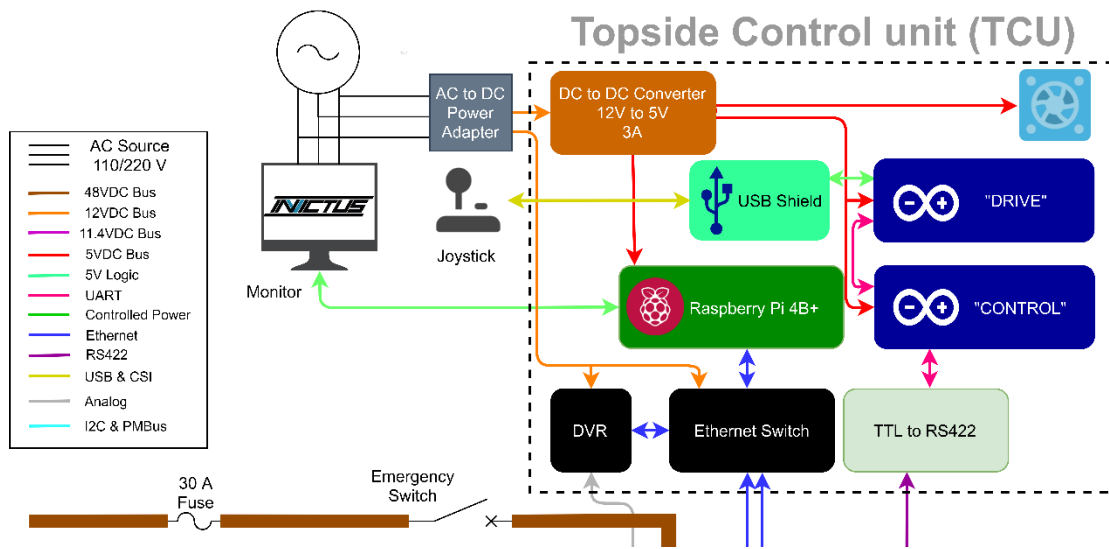 Topside Control unit (TCU)
AC to DC
Power
Adapter
DC to DC Converter
12V to 5V
3A
AC Source
110/220 V
48VDC Bus
12VDC Bus
11.4VDC Bus
5VDC Bus
5V Logic
UART
Controlled Power
Ethernet
RS422
USB & CSI
Analog
I2C & PMBus
INVICTUS
Monitor
Joystick
USB Shield
"DRIVE"
Raspberry Pi 4B+
"CONTROL"
DVR
Ethernet Switch
TTL to RS422
30 A
Fuse
Emergency
Switch